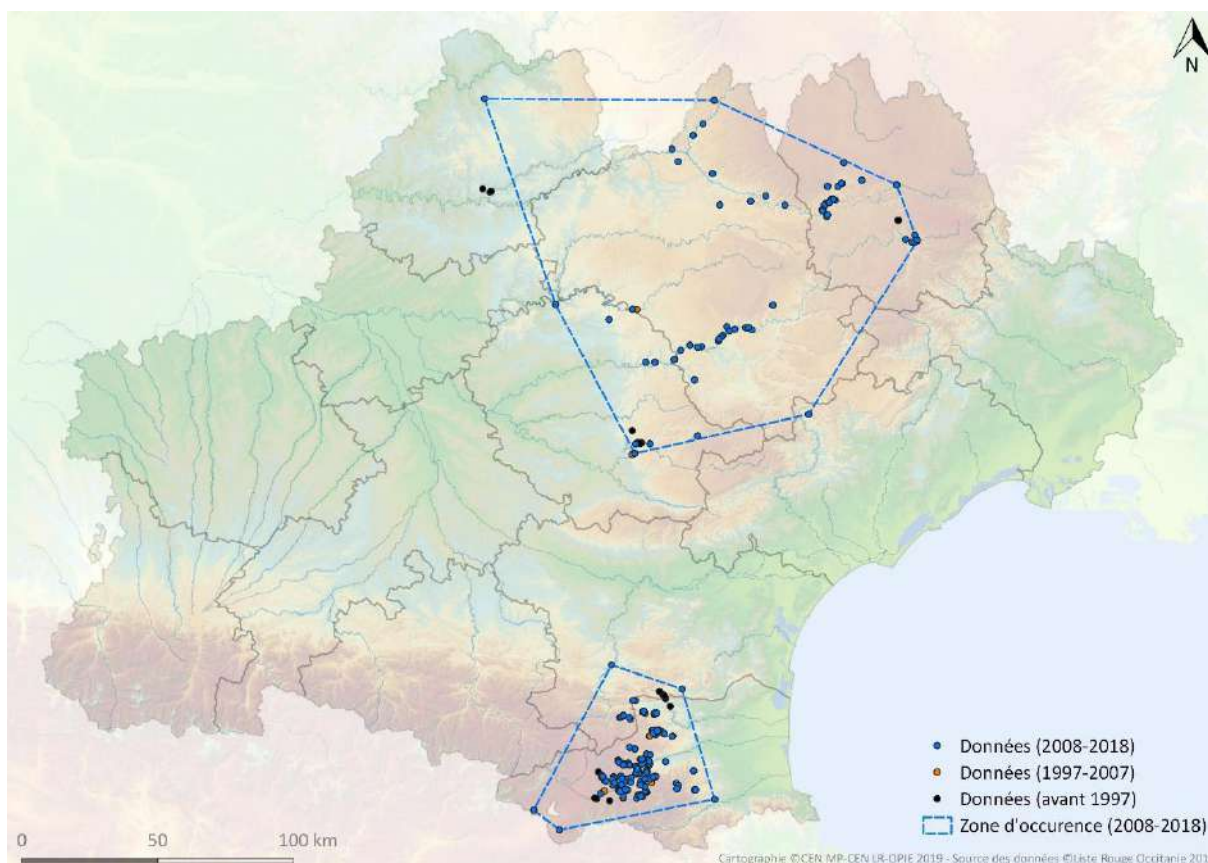 N
Données (2008-2018)
Données (1997-2007)
Données (avant 1997)
Zone d'occurence (2008-2018)
0 50 100 km
Cartographie ©CEN MP-CEN LR-OPIE 2019 - Source des données ©Liste Rouge Occitanie 201